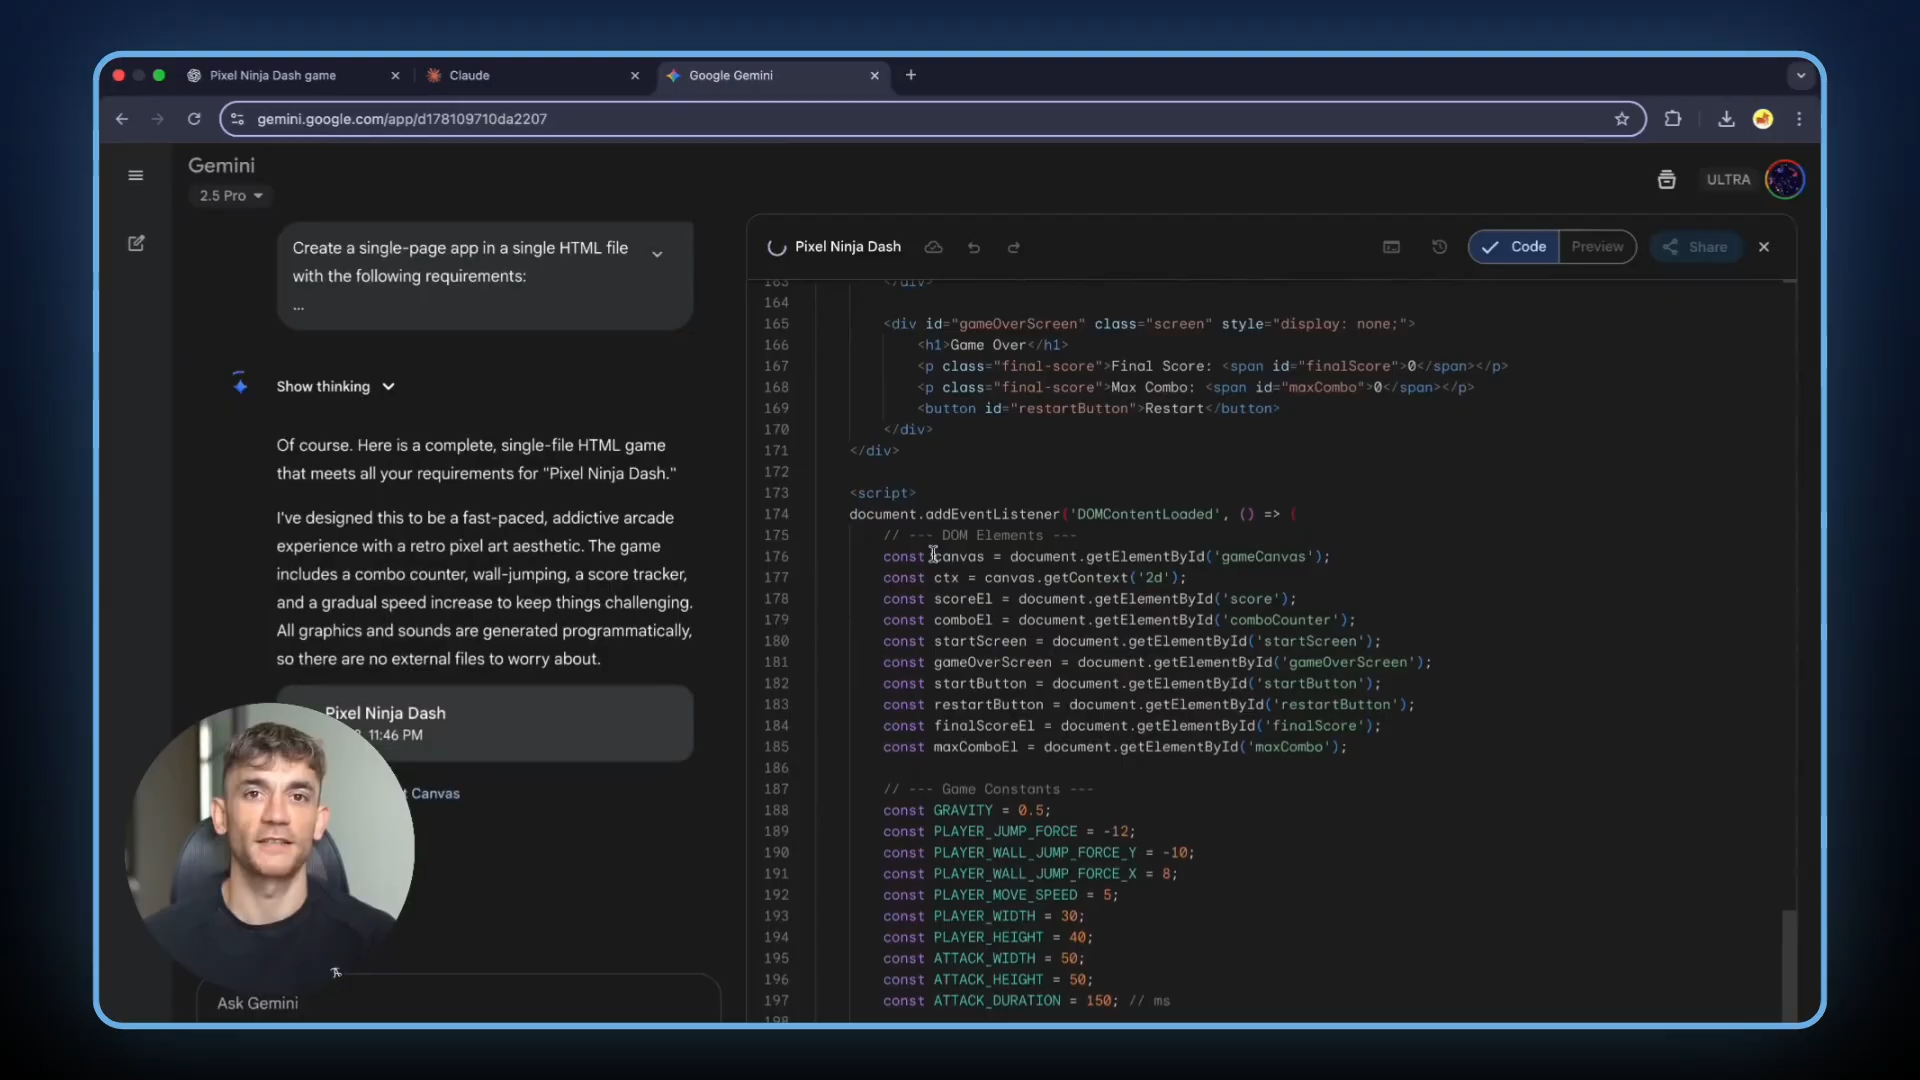 Pixel Ninja Dash game
Claude
Google Gemini
gemini.google.com/app/d178109710da2207
Gemini
2.5 Pro
ULTRA
Create a single-page app in a single HTML file
with the following requirements:
...
Show thinking
Of course. Here is a complete, single-file HTML game
that meets all your requirements for "Pixel Ninja Dash."
I've designed this to be a fast-paced, addictive arcade
experience with a retro pixel art aesthetic. The game
includes a combo counter, wall-jumping, a score tracker,
and a gradual speed increase to keep things challenging.
All graphics and sounds are generated programmatically,
so there are no external files to worry about.
Pixel Ninja Dash
11:46 PM
Canvas
Ask Gemini
Pixel Ninja Dash
Code
Preview
Share
163 </div>
164
165 <div id="gameOverScreen" class="screen" style="display: none;">
166 <h1>Game Over</h1>
167 <p class="final-score">Final Score: <span id="finalScore">0</span></p>
168 <p class="final-score">Max Combo: <span id="maxCombo">0</span></p>
169 <button id="restartButton">Restart</button>
170 </div>
171 </div>
172
173 <script>
174 document.addEventListener('DOMContentLoaded', () => {
175 // --- DOM Elements ---
176 const canvas = document.getElementById('gameCanvas');
177 const ctx = canvas.getContext('2d');
178 const scoreEl = document.getElementById('score');
179 const comboEl = document.getElementById('comboCounter');
180 const startScreen = document.getElementById('startScreen');
181 const gameOverScreen = document.getElementById('gameOverScreen');
182 const startButton = document.getElementById('startButton');
183 const restartButton = document.getElementById('restartButton');
184 const finalScoreEl = document.getElementById('finalScore');
185 const maxComboEl = document.getElementById('maxCombo');
186
187 // --- Game Constants ---
188 const GRAVITY = 0.5;
189 const PLAYER_JUMP_FORCE = -12;
190 const PLAYER_WALL_JUMP_FORCE_Y = -10;
191 const PLAYER_WALL_JUMP_FORCE_X = 8;
192 const PLAYER_MOVE_SPEED = 5;
193 const PLAYER_WIDTH = 30;
194 const PLAYER_HEIGHT = 40;
195 const ATTACK_WIDTH = 50;
196 const ATTACK_HEIGHT = 50;
197 const ATTACK_DURATION = 150; // ms
198